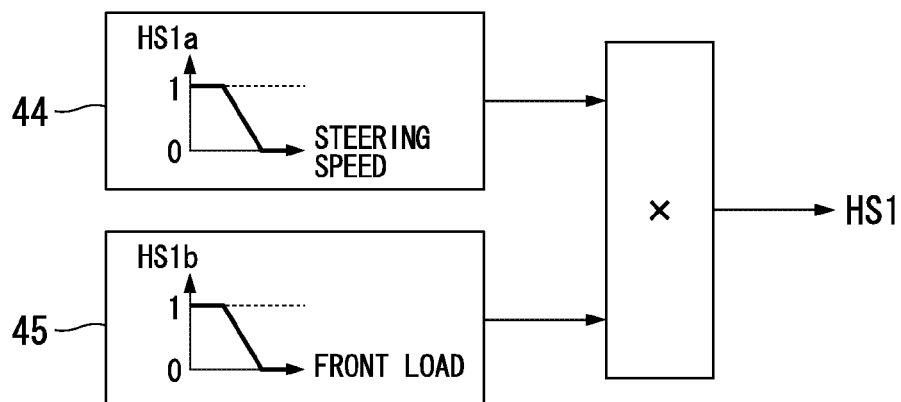 HS1a
1
0
STEERING
SPEED
44
×
HS1
HS1b
1
0
FRONT LOAD
45